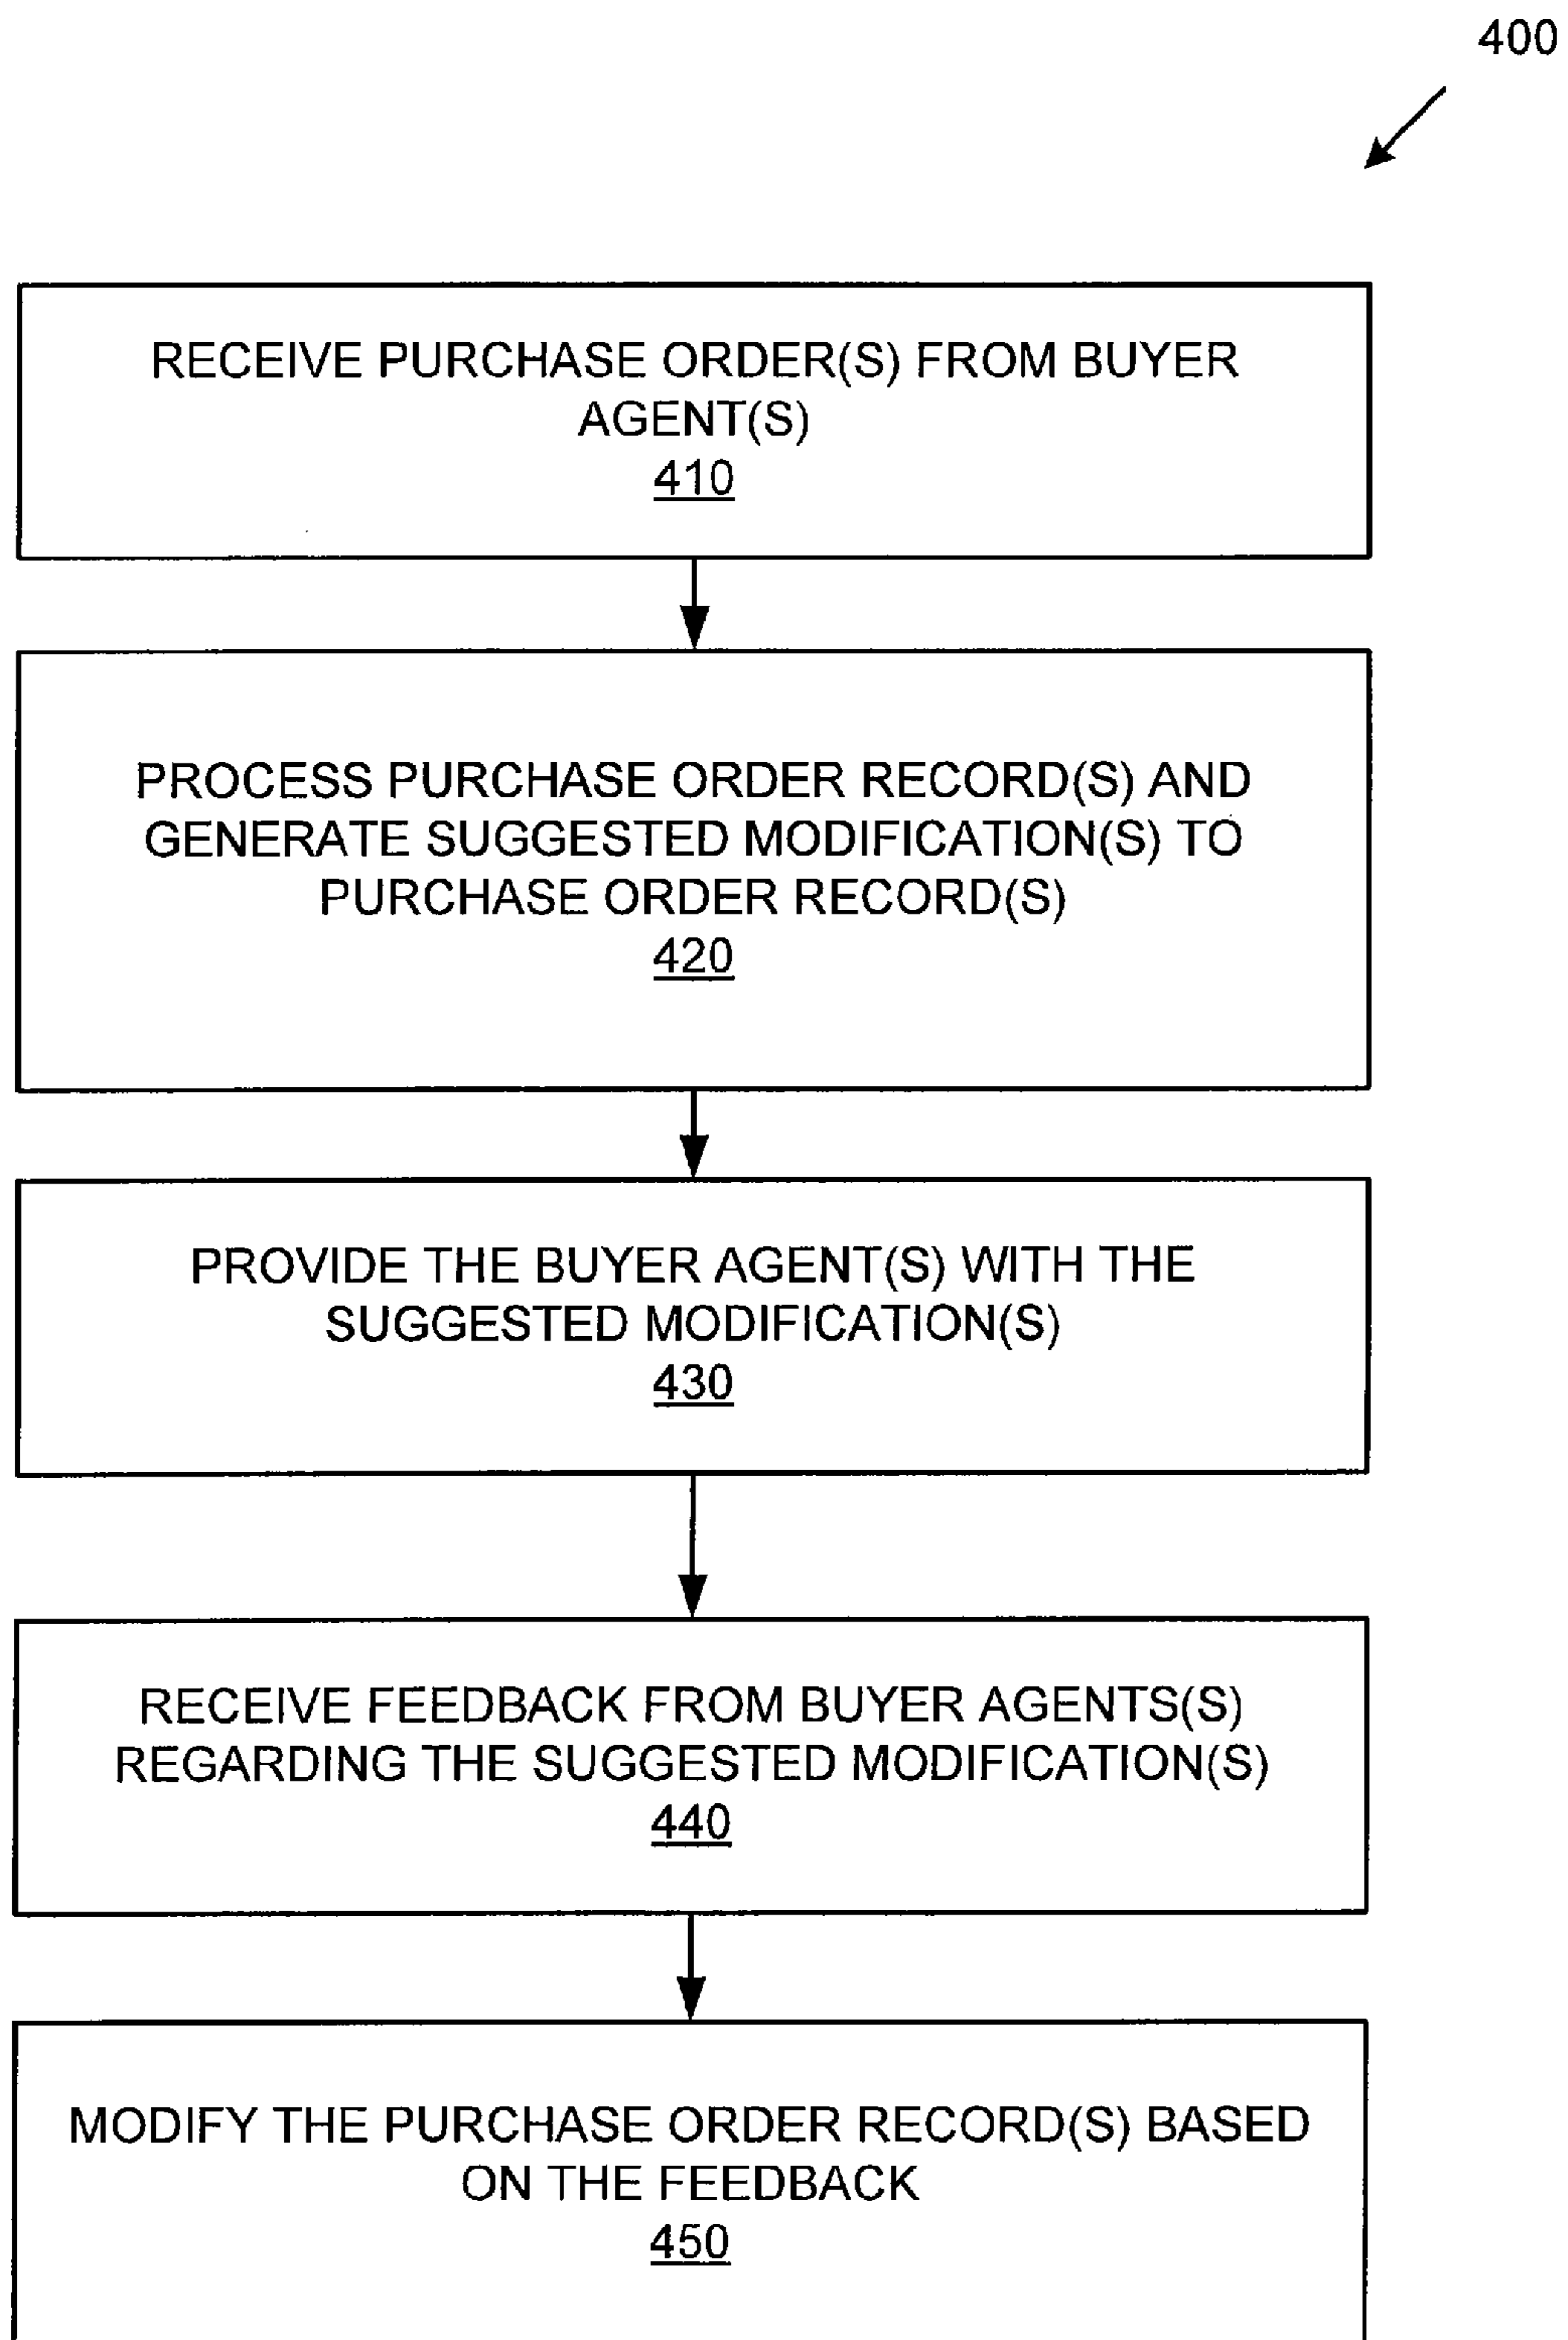 400
RECEIVE PURCHASE ORDER(S) FROM BUYER
AGENT(S)
410
PROCESS PURCHASE ORDER RECORD(S) AND
GENERATE SUGGESTED MODIFICATION(S) TO
PURCHASE ORDER RECORD(S)
420
PROVIDE THE BUYER AGENT(S) WITH THE
SUGGESTED MODIFICATION(S)
430
RECEIVE FEEDBACK FROM BUYER AGENTS(S)
REGARDING THE SUGGESTED MODIFICATION(S)
440
MODIFY THE PURCHASE ORDER RECORD(S) BASED
ON THE FEEDBACK
450